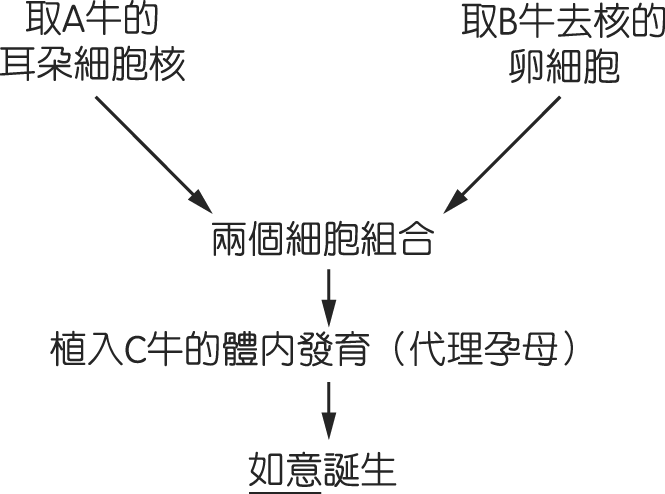 取A牛的
耳朵細胞核
取B牛去核的
卵細胞
兩個細胞組合
植入C牛的體內發育（代理孕母）
如意誕生